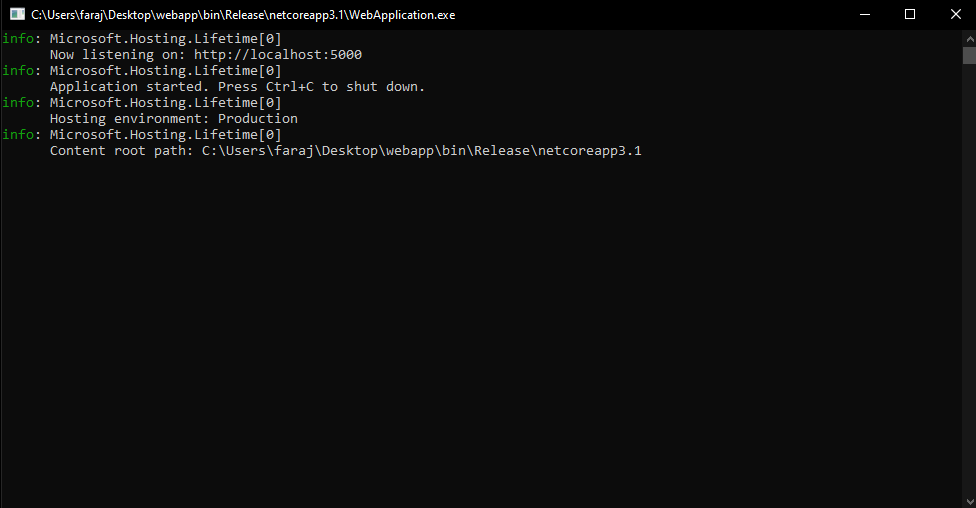 C:\Users\faraj\Desktop\webapp\bin\Release\netcoreapp3.1\WebApplication.exe
info: Microsoft.Hosting.Lifetime[0]
Now listening on: http://localhost:5000
info: Microsoft.Hosting.Lifetime[0]
Application started. Press Ctrl+C to shut down.
info: Microsoft.Hosting.Lifetime[0]
Hosting environment: Production
info: Microsoft.Hosting.Lifetime[0]
Content root path: C:\Users\faraj\Desktop\webapp\bin\Release\netcoreapp3.1